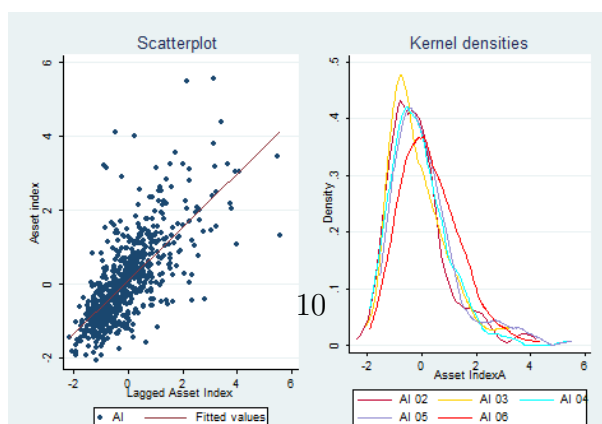 Scatterplot
6
4
2
0
-2
Asset index
-2
0
2
4
6
Lagged Asset Index
AI
Fitted values
10
Kernel densities
.5
.4
.3
.2
.1
0
Density
-2
0
2
4
6
Asset IndexA
AI 02
AI 03
AI 04
AI 05
AI 06